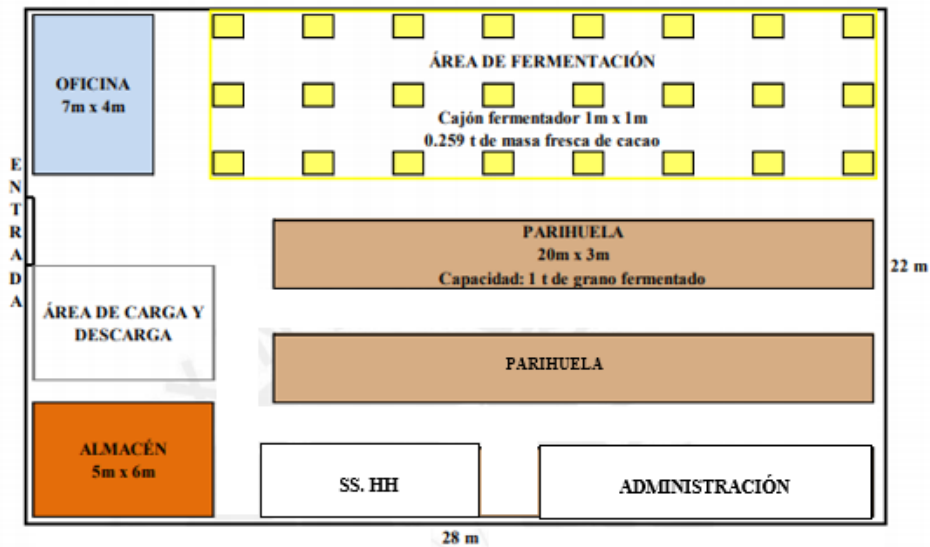 OFICINA
7m x 4m
ÁREA DE FERMENTACIÓN
Cajón fermentador 1m x 1m
0.259 t de masa fresca de cacao
ENTRADA
PARIHUELA
20m x 3m
Capacidad: 1 t de grano fermentado
22 m
ÁREA DE CARGA Y
DESCARGA
PARIHUELA
ALMACÉN
5m x 6m
SS. HH
ADMINISTRACIÓN
28 m